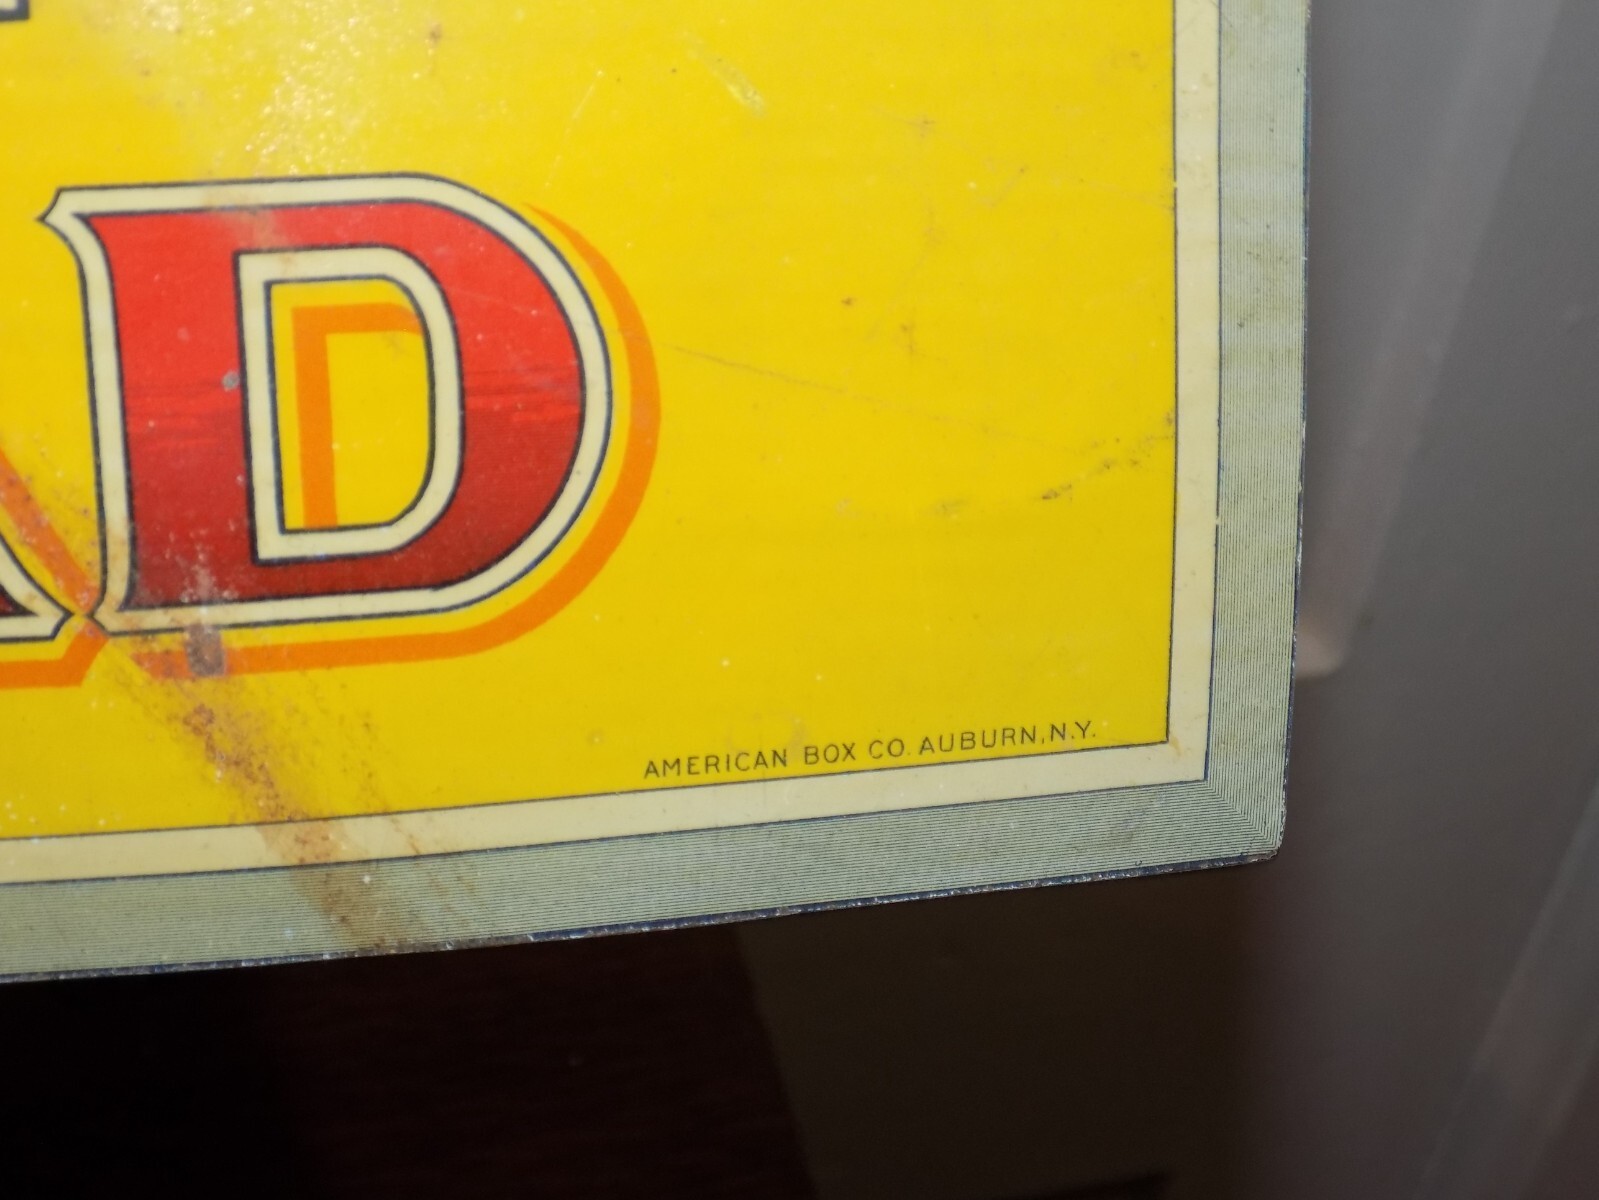 AD
AMERICAN BOX CO. AUBURN, N.Y.